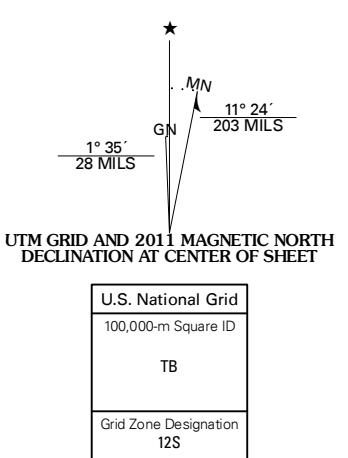 ★
MN
11° 24´
203 MILS
GN
1° 35´
28 MILS
UTM GRID AND 2011 MAGNETIC NORTH
DECLINATION AT CENTER OF SHEET
U.S. National Grid
100,000-m Square ID
TB
Grid Zone Designation
12S